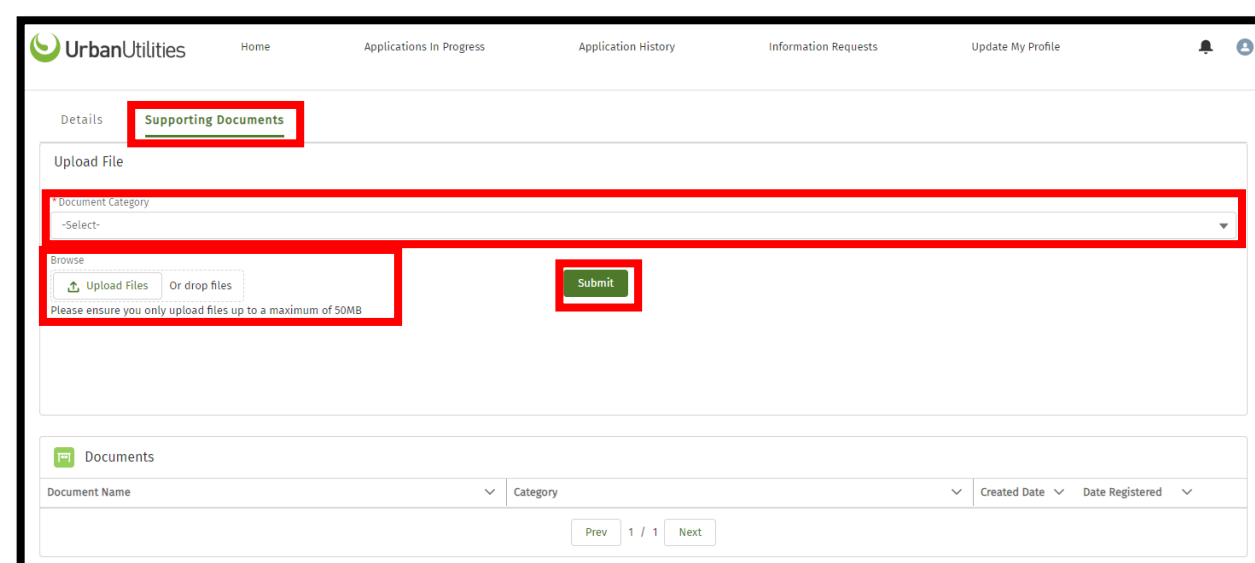 UrbanUtilities Home Applications In Progress Application History Information Requests Update My Profile
Details Supporting Documents
Upload File
*Document Category
-Select-
Browse
Upload Files Or drop files Submit
Please ensure you only upload files up to a maximum of 50MB
Documents
Document Name Category Created Date Date Registered
Prev 1 / 1 Next